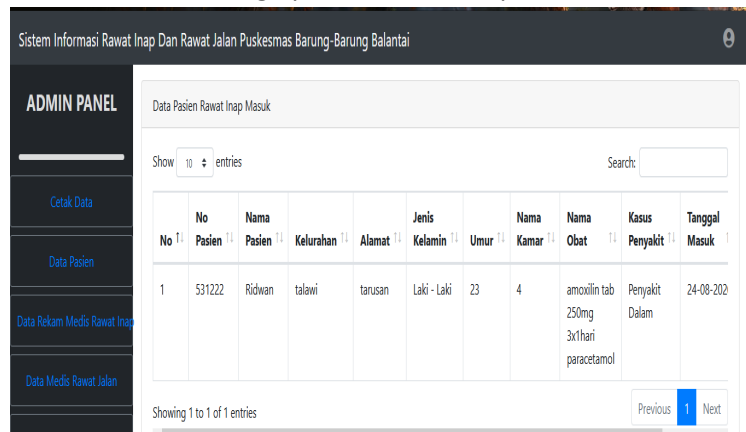 Sistem Informasi Rawat Inap Dan Rawat Jalan Puskesmas Barung-Barung Balantai
ADMIN PANEL
Cetak Data
Data Pasien
Data Rekam Medis Rawat Inap
Data Medis Rawat Jalan
Data Pasien Rawat Inap Masuk
Show 10 entries
Search:
No No Pasien Nama Pasien Kelurahan Alamat Jenis Kelamin Umur Nama Kamar Nama Obat Kasus Penyakit Tanggal Masuk
1 531222 Ridwan talawi tarusan Laki - Laki 23 4 amoxilin tab 250mg 3x1hari paracetamol Penyakit Dalam 24-08-202
Showing 1 to 1 of 1 entries
Previous 1 Next